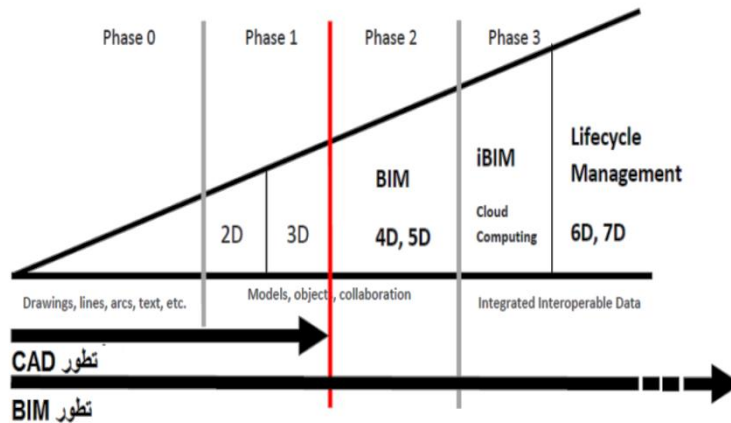 Phase 0
Phase 1
Phase 2
Phase 3
2D
3D
BIM
4D, 5D
iBIM
Cloud
Computing
Lifecycle
Management
6D, 7D
Drawings, lines, arcs, text, etc.
Models, objects, collaboration
Integrated Interoperable Data
تطور CAD
تطور BIM